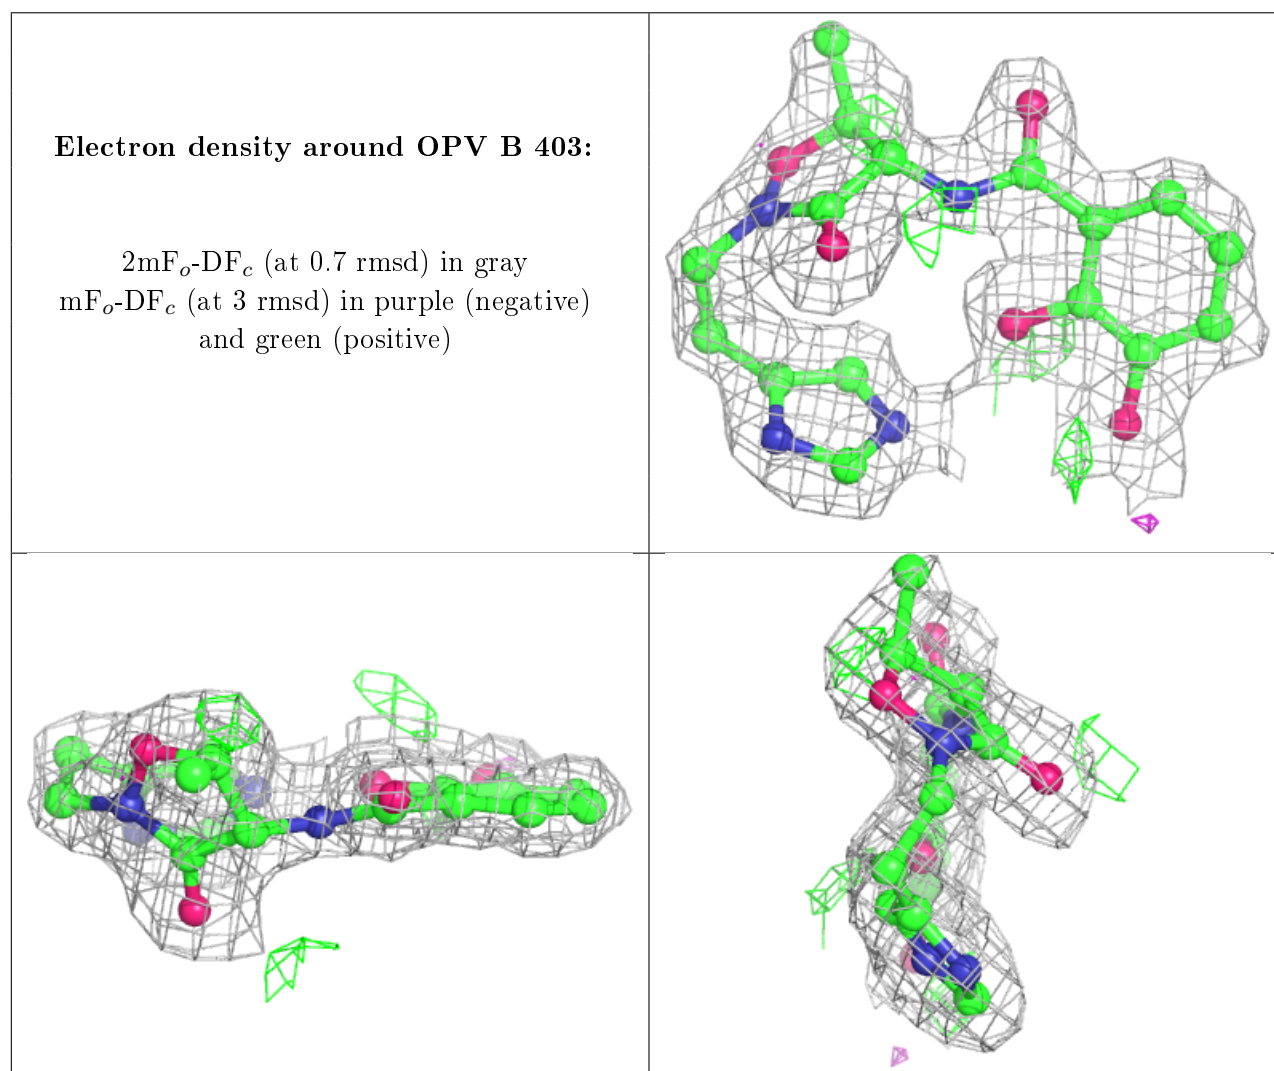 Electron density around OPV B 403:
2mFₒ-DF𝒸 (at 0.7 rmsd) in gray
mFₒ-DF𝒸 (at 3 rmsd) in purple (negative)
and green (positive)